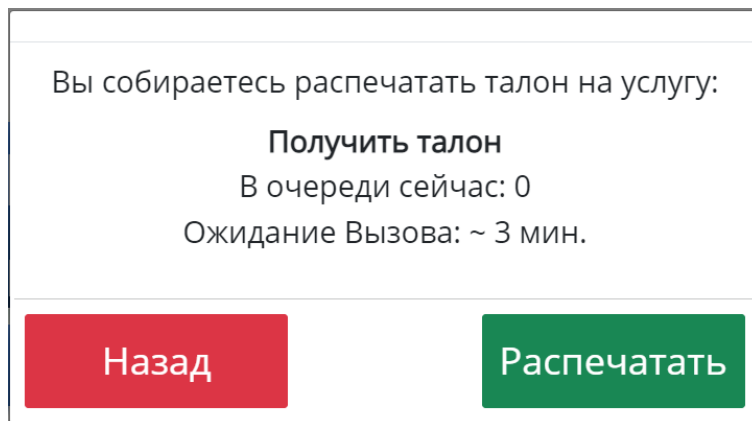 Вы собираетесь распечатать талон на услугу:
Получить талон
В очереди сейчас: 0
Ожидание Вызова: ~ 3 мин.
Назад
Распечатать